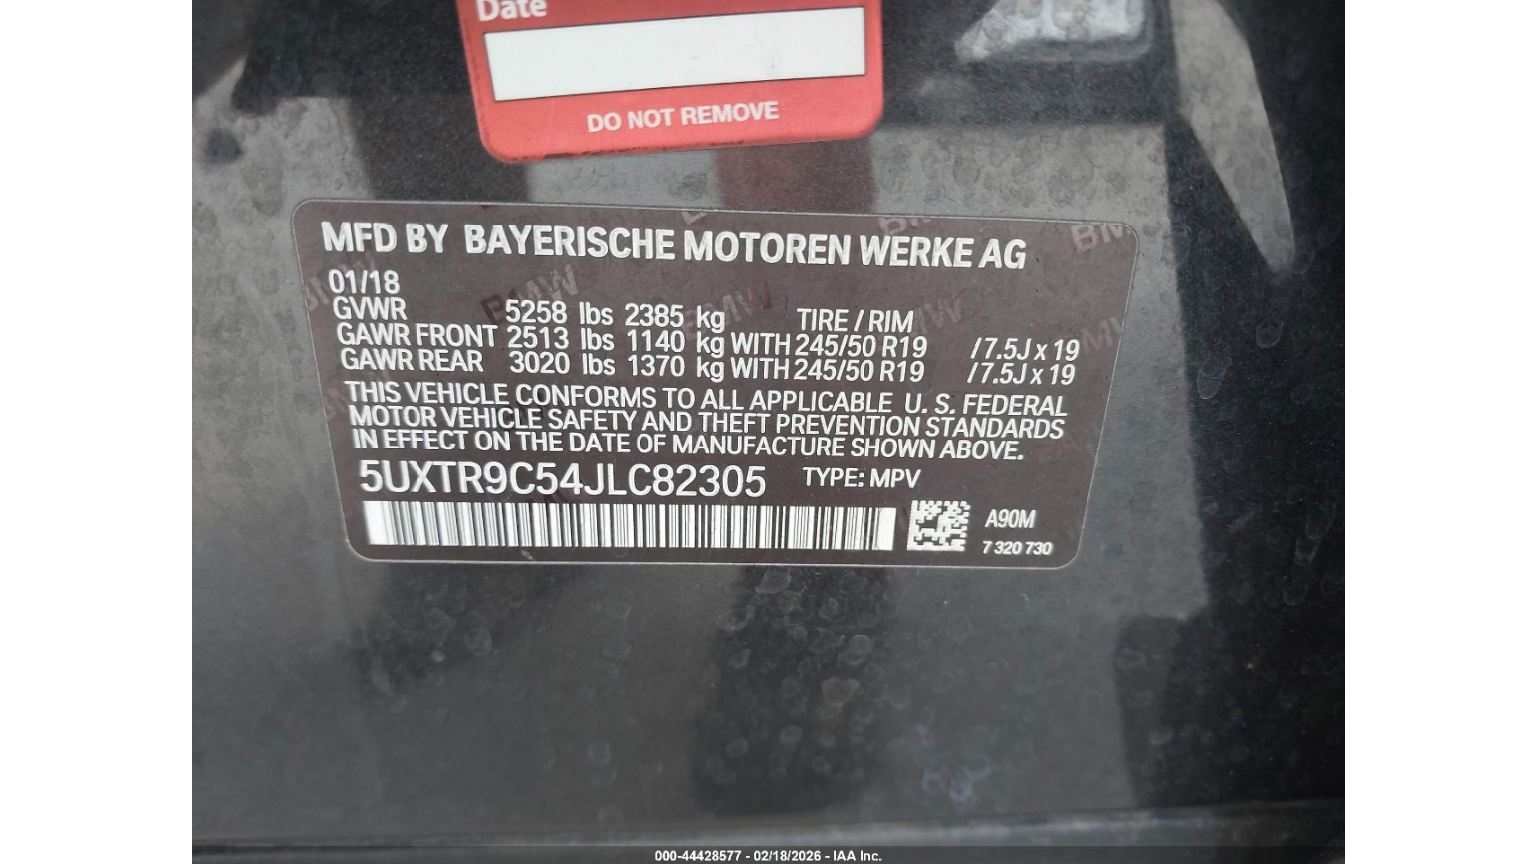 Date
DO NOT REMOVE
MFD BY BAYERISCHE MOTOREN WERKE AG
01/18
GVWR 5258 lbs 2385 kg TIRE / RIM
GAWR FRONT 2513 lbs 1140 kg WITH 245/50 R19 / 7.5J x 19
GAWR REAR 3020 lbs 1370 kg WITH 245/50 R19 / 7.5J x 19
THIS VEHICLE CONFORMS TO ALL APPLICABLE U. S. FEDERAL
MOTOR VEHICLE SAFETY AND THEFT PREVENTION STANDARDS
IN EFFECT ON THE DATE OF MANUFACTURE SHOWN ABOVE.
5UXTR9C54JLC82305 TYPE: MPV
A90M
7 320 730
000-44428577 - 02/18/2026 - IAA Inc.